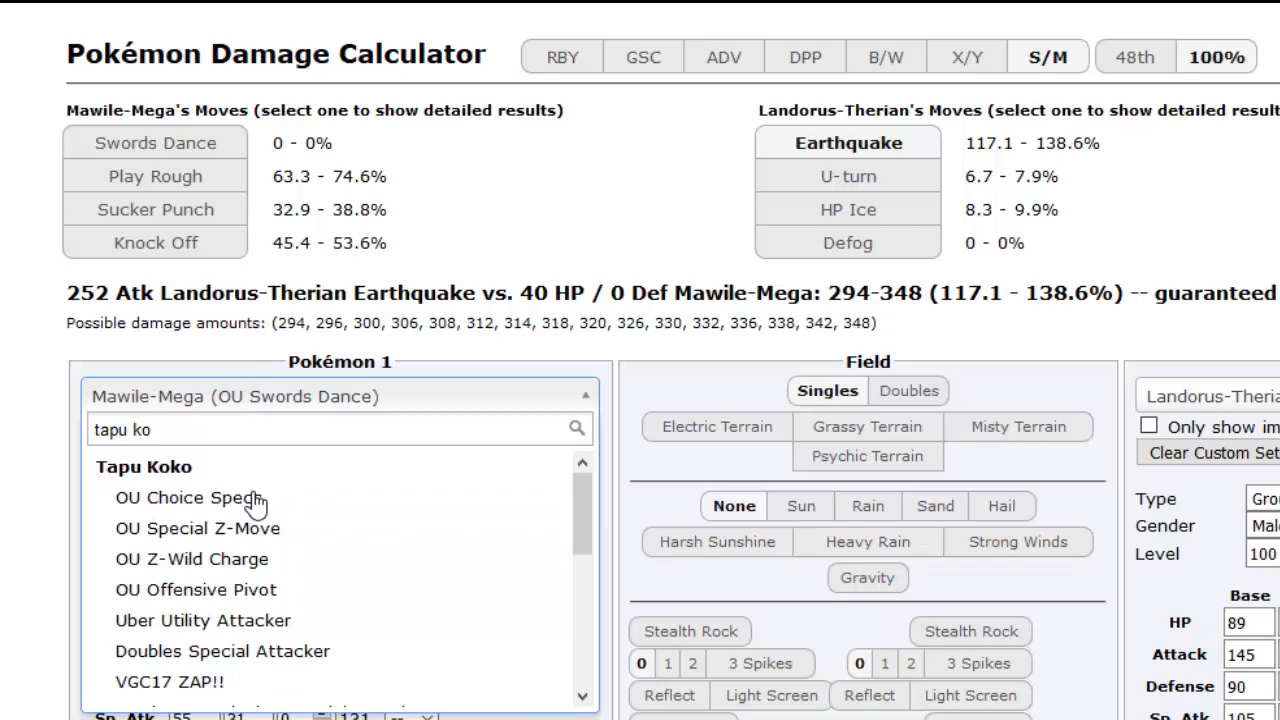 Pokémon Damage Calculator
RBY GSC ADV DPP B/W X/Y S/M 48th 100%
Mawile-Mega's Moves (select one to show detailed results)
Swords Dance 0 - 0%
Play Rough 63.3 - 74.6%
Sucker Punch 32.9 - 38.8%
Knock Off 45.4 - 53.6%
Landorus-Therian's Moves (select one to show detailed result
Earthquake 117.1 - 138.6%
U-turn 6.7 - 7.9%
HP Ice 8.3 - 9.9%
Defog 0 - 0%
252 Atk Landorus-Therian Earthquake vs. 40 HP / 0 Def Mawile-Mega: 294-348 (117.1 - 138.6%) -- guaranteed
Possible damage amounts: (294, 296, 300, 306, 308, 312, 314, 318, 320, 326, 330, 332, 336, 338, 342, 348)
Pokémon 1
Mawile-Mega (OU Swords Dance)
tapu ko
Tapu Koko
OU Choice Specs
OU Special Z-Move
OU Z-Wild Charge
OU Offensive Pivot
Uber Utility Attacker
Doubles Special Attacker
VGC17 ZAP!!
Sp. Atk 55 31 0 131 --
Field
Singles Doubles
Electric Terrain Grassy Terrain Misty Terrain
Psychic Terrain
None Sun Rain Sand Hail
Harsh Sunshine Heavy Rain Strong Winds
Gravity
Stealth Rock Stealth Rock
0 1 2 3 Spikes 0 1 2 3 Spikes
Reflect Light Screen Reflect Light Screen
Landorus-Theria
Only show im
Clear Custom Set
Type Gro
Gender Mal
Level 100
Base
HP 89
Attack 145
Defense 90
Sp. Atk 105